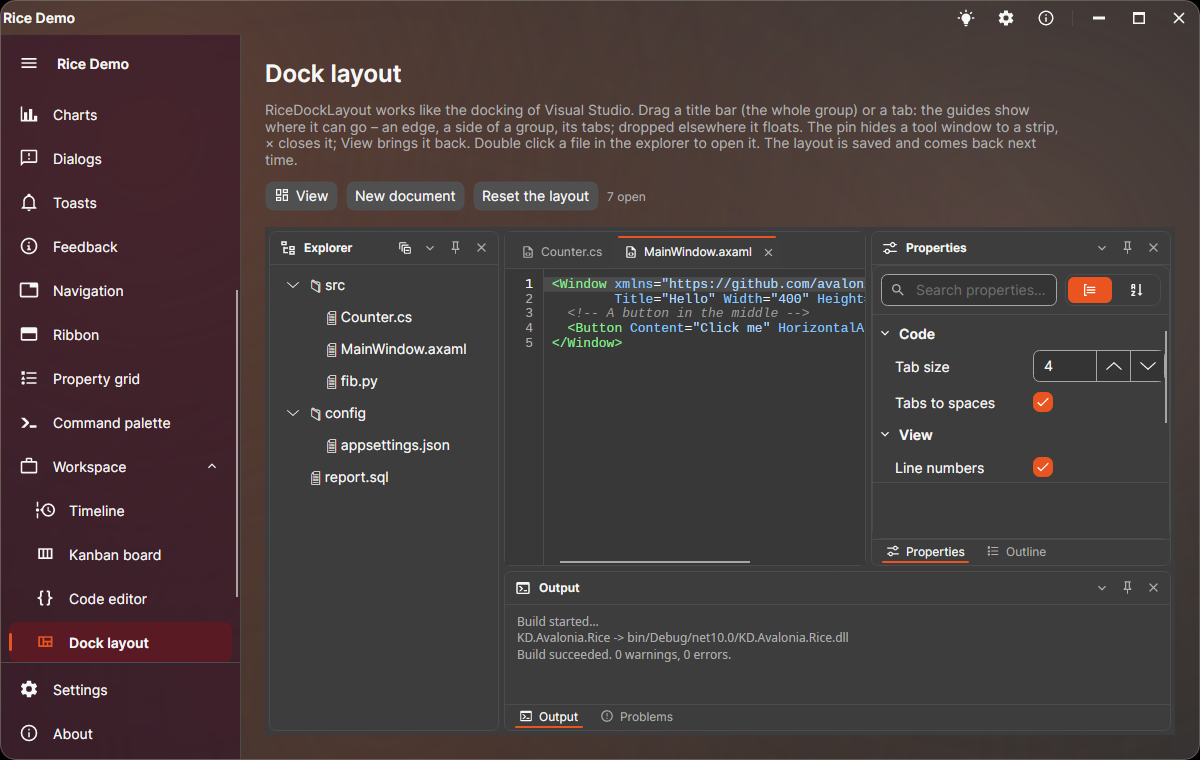 Rice Demo
Rice Demo
Charts
Dialogs
Toasts
Feedback
Navigation
Ribbon
Property grid
Command palette
Workspace
Timeline
Kanban board
Code editor
Dock layout
Settings
About
Dock layout
RiceDockLayout works like the docking of Visual Studio. Drag a title bar (the whole group) or a tab: the guides show
where it can go – an edge, a side of a group, its tabs; dropped elsewhere it floats. The pin hides a tool window to a strip,
× closes it; View brings it back. Double click a file in the explorer to open it. The layout is saved and comes back next
time.
View New document Reset the layout 7 open
Explorer
src
Counter.cs
MainWindow.axaml
fib.py
config
appsettings.json
report.sql
Counter.cs MainWindow.axaml
1 <Window xmlns="https://github.com/avalon
2 Title="Hello" Width="400" Height=
3 <!-- A button in the middle -->
4 <Button Content="Click me" HorizontalA
5 </Window>
Properties
Search properties...
Code
Tab size 4
Tabs to spaces
View
Line numbers
Properties Outline
Output
Build started...
KD.Avalonia.Rice -> bin/Debug/net10.0/KD.Avalonia.Rice.dll
Build succeeded. 0 warnings, 0 errors.
Output Problems